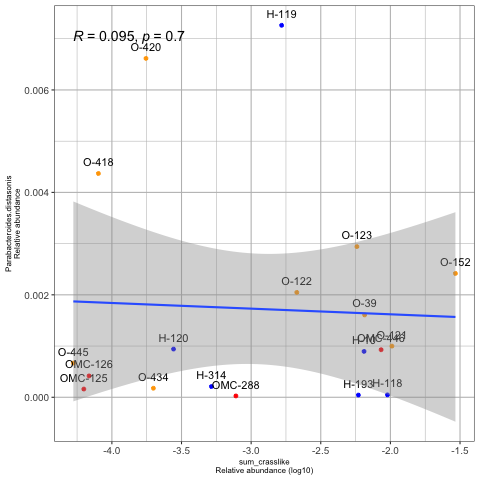 H-119
R = 0.095, p = 0.7
O-420
0.006
O-418
0.004
O-123
O-152
O-122
0.002
O-39
H-120
O-445
OMC-126
OMC-125
O-434
H-314
OMC-288
H-193
H-118
0.000
-4.0 -3.5 -3.0 -2.5 -2.0 -1.5
sum_crasslike
Relative abundance (log10)
Parabacteroides.distasonis
Relative abundance